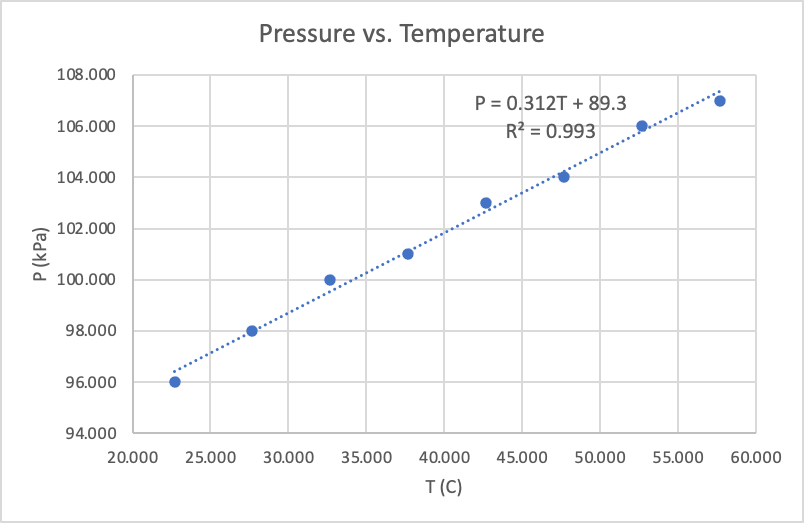 Pressure vs. Temperature
108.000
106.000
104.000
102.000
100.000
98.000
96.000
94.000
P (kPa)
P = 0.312T + 89.3
R² = 0.993
20.000 25.000 30.000 35.000 40.000 45.000 50.000 55.000 60.000
T (C)